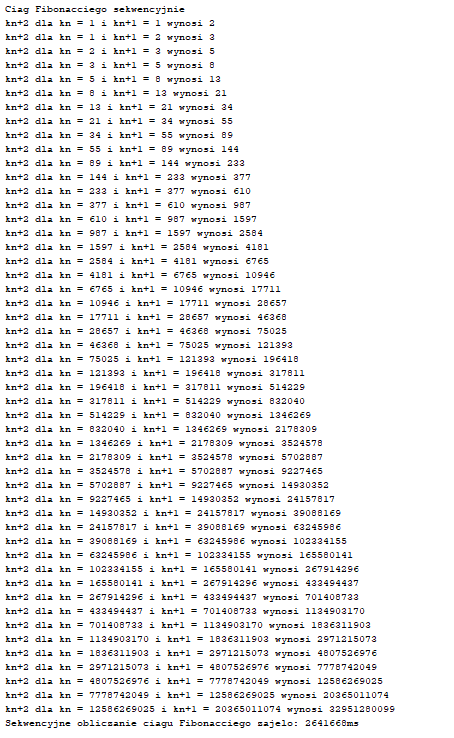 Ciag Fibonacciego sekwencyjnie
kn+2 dla kn = 1 i kn+1 = 1 wynosi 2
kn+2 dla kn = 1 i kn+1 = 2 wynosi 3
kn+2 dla kn = 2 i kn+1 = 3 wynosi 5
kn+2 dla kn = 3 i kn+1 = 5 wynosi 8
kn+2 dla kn = 5 i kn+1 = 8 wynosi 13
kn+2 dla kn = 8 i kn+1 = 13 wynosi 21
kn+2 dla kn = 13 i kn+1 = 21 wynosi 34
kn+2 dla kn = 21 i kn+1 = 34 wynosi 55
kn+2 dla kn = 34 i kn+1 = 55 wynosi 89
kn+2 dla kn = 55 i kn+1 = 89 wynosi 144
kn+2 dla kn = 89 i kn+1 = 144 wynosi 233
kn+2 dla kn = 144 i kn+1 = 233 wynosi 377
kn+2 dla kn = 233 i kn+1 = 377 wynosi 610
kn+2 dla kn = 377 i kn+1 = 610 wynosi 987
kn+2 dla kn = 610 i kn+1 = 987 wynosi 1597
kn+2 dla kn = 987 i kn+1 = 1597 wynosi 2584
kn+2 dla kn = 1597 i kn+1 = 2584 wynosi 4181
kn+2 dla kn = 2584 i kn+1 = 4181 wynosi 6765
kn+2 dla kn = 4181 i kn+1 = 6765 wynosi 10946
kn+2 dla kn = 6765 i kn+1 = 10946 wynosi 17711
kn+2 dla kn = 10946 i kn+1 = 17711 wynosi 28657
kn+2 dla kn = 17711 i kn+1 = 28657 wynosi 46368
kn+2 dla kn = 28657 i kn+1 = 46368 wynosi 75025
kn+2 dla kn = 46368 i kn+1 = 75025 wynosi 121393
kn+2 dla kn = 75025 i kn+1 = 121393 wynosi 196418
kn+2 dla kn = 121393 i kn+1 = 196418 wynosi 317811
kn+2 dla kn = 196418 i kn+1 = 317811 wynosi 514229
kn+2 dla kn = 317811 i kn+1 = 514229 wynosi 832040
kn+2 dla kn = 514229 i kn+1 = 832040 wynosi 1346269
kn+2 dla kn = 832040 i kn+1 = 1346269 wynosi 2178309
kn+2 dla kn = 1346269 i kn+1 = 2178309 wynosi 3524578
kn+2 dla kn = 2178309 i kn+1 = 3524578 wynosi 5702887
kn+2 dla kn = 3524578 i kn+1 = 5702887 wynosi 9227465
kn+2 dla kn = 5702887 i kn+1 = 9227465 wynosi 14930352
kn+2 dla kn = 9227465 i kn+1 = 14930352 wynosi 24157817
kn+2 dla kn = 14930352 i kn+1 = 24157817 wynosi 39088169
kn+2 dla kn = 24157817 i kn+1 = 39088169 wynosi 63245986
kn+2 dla kn = 39088169 i kn+1 = 63245986 wynosi 102334155
kn+2 dla kn = 63245986 i kn+1 = 102334155 wynosi 165580141
kn+2 dla kn = 102334155 i kn+1 = 165580141 wynosi 267914296
kn+2 dla kn = 165580141 i kn+1 = 267914296 wynosi 433494437
kn+2 dla kn = 267914296 i kn+1 = 433494437 wynosi 701408733
kn+2 dla kn = 433494437 i kn+1 = 701408733 wynosi 1134903170
kn+2 dla kn = 701408733 i kn+1 = 1134903170 wynosi 1836311903
kn+2 dla kn = 1134903170 i kn+1 = 1836311903 wynosi 2971215073
kn+2 dla kn = 1836311903 i kn+1 = 2971215073 wynosi 4807526976
kn+2 dla kn = 2971215073 i kn+1 = 4807526976 wynosi 7778742049
kn+2 dla kn = 4807526976 i kn+1 = 7778742049 wynosi 12586269025
kn+2 dla kn = 7778742049 i kn+1 = 12586269025 wynosi 20365011074
kn+2 dla kn = 12586269025 i kn+1 = 20365011074 wynosi 32951280099
Sekwencyjne obliczanie ciagu Fibonacciego zajelo: 2641668ms